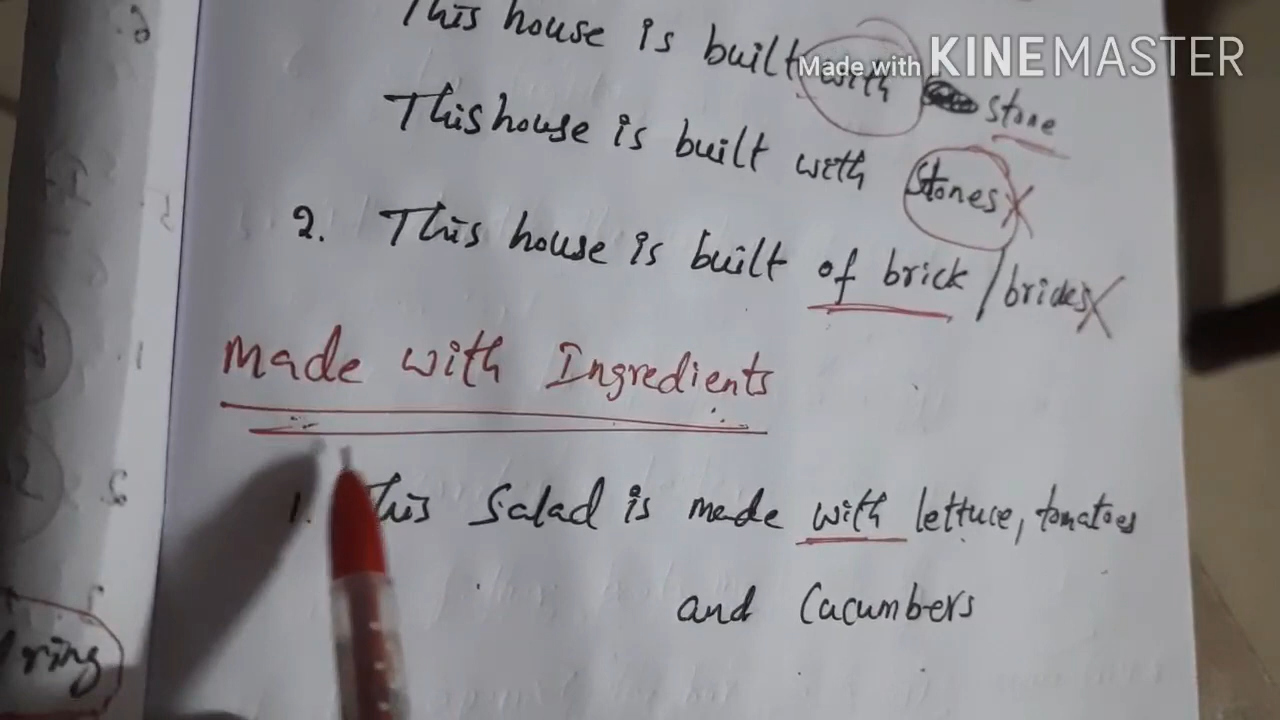 This house is built with stone
Made with KINEMASTER
This house is built with stones X
2. This house is built of brick / bricks X
Made with Ingredients
1. This Salad is made with lettuce, tomatoes
and Cucumbers
ring